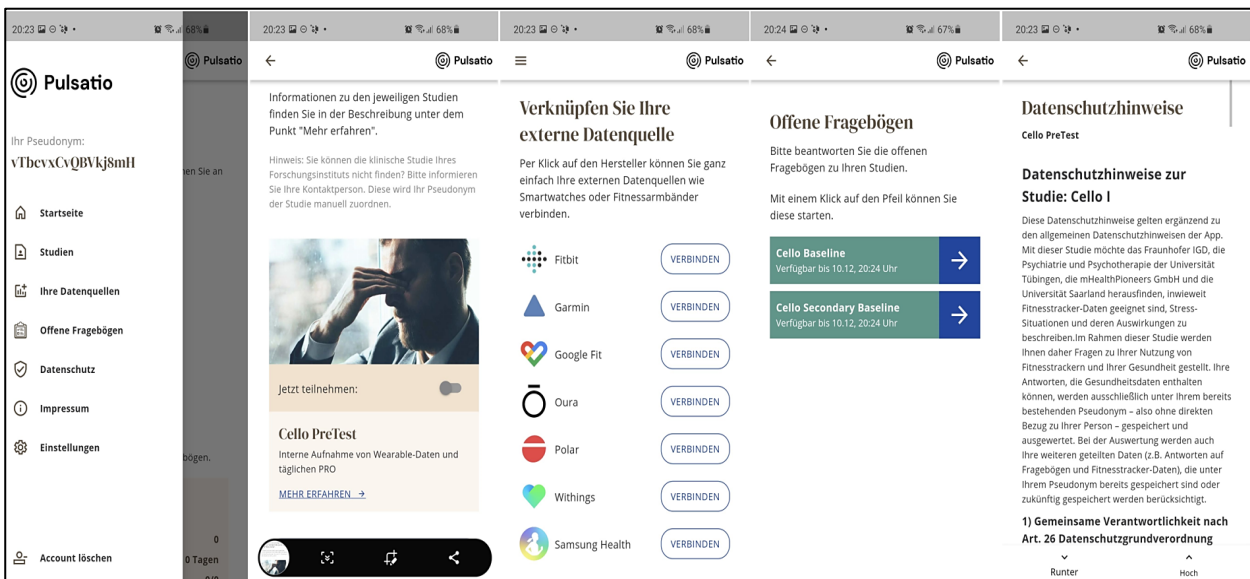 20:23
68%
Pulsatio
Pulsatio
Ihr Pseudonym:
vTbcvxCvQBVkj8mH
nen Sie an
Startseite
Studien
Ihre Datenquellen
Offene Fragebögen
Datenschutz
Impressum
Einstellungen
bögen.
0
Account löschen
0 Tagen
20:23
68%
Pulsatio
Informationen zu den jeweiligen Studien
finden Sie in der Beschreibung unter dem
Punkt "Mehr erfahren".
Hinweis: Sie können die klinische Studie Ihres
Forschungsinstituts nicht finden? Bitte informieren
Sie Ihre Kontaktperson. Diese wird Ihr Pseudonym
der Studie manuell zuordnen.
Jetzt teilnehmen:
Cello PreTest
Interne Aufnahme von Wearable-Daten und
täglichen PRO
MEHR ERFAHREN →
20:23
68%
Pulsatio
Verknüpfen Sie Ihre
externe Datenquelle
Per Klick auf den Hersteller können Sie ganz
einfach Ihre externen Datenquellen wie
Smartwatches oder Fitnessarmbänder
verbinden.
Fitbit VERBINDEN
Garmin VERBINDEN
Google Fit VERBINDEN
Oura VERBINDEN
Polar VERBINDEN
Withings VERBINDEN
Samsung Health VERBINDEN
20:24
67%
Pulsatio
Offene Fragebögen
Bitte beantworten Sie die offenen
Fragebögen zu Ihren Studien.
Mit einem Klick auf den Pfeil können Sie
diese starten.
Cello Baseline
Verfügbar bis 10.12, 20:24 Uhr
Cello Secondary Baseline
Verfügbar bis 10.12, 20:24 Uhr
20:23
68%
Pulsatio
Datenschutzhinweise
Cello PreTest
Datenschutzhinweise zur
Studie: Cello I
Diese Datenschutzhinweise gelten ergänzend zu
den allgemeinen Datenschutzhinweisen der App.
Mit dieser Studie möchte das Fraunhofer IGD, die
Psychiatrie und Psychotherapie der Universität
Tübingen, die mHealthPioneers GmbH und die
Universität Saarland herausfinden, inwieweit
Fitnesstracker-Daten geeignet sind, Stress-
Situationen und deren Auswirkungen zu
beschreiben.Im Rahmen dieser Studie werden
Ihnen daher Fragen zu Ihrer Nutzung von
Fitnesstrackern und Ihrer Gesundheit gestellt. Ihre
Antworten, die Gesundheitsdaten enthalten
können, werden ausschließlich unter Ihrem bereits
bestehenden Pseudonym – also ohne direkten
Bezug zu Ihrer Person – gespeichert und
ausgewertet. Bei der Auswertung werden auch
Ihre weiteren geteilten Daten (z.B. Antworten auf
Fragebögen und Fitnesstracker-Daten), die unter
Ihrem Pseudonym bereits gespeichert sind oder
zukünftig gespeichert werden berücksichtigt.
1) Gemeinsame Verantwortlichkeit nach
Art. 26 Datenschutzgrundverordnung
Runter
Hoch